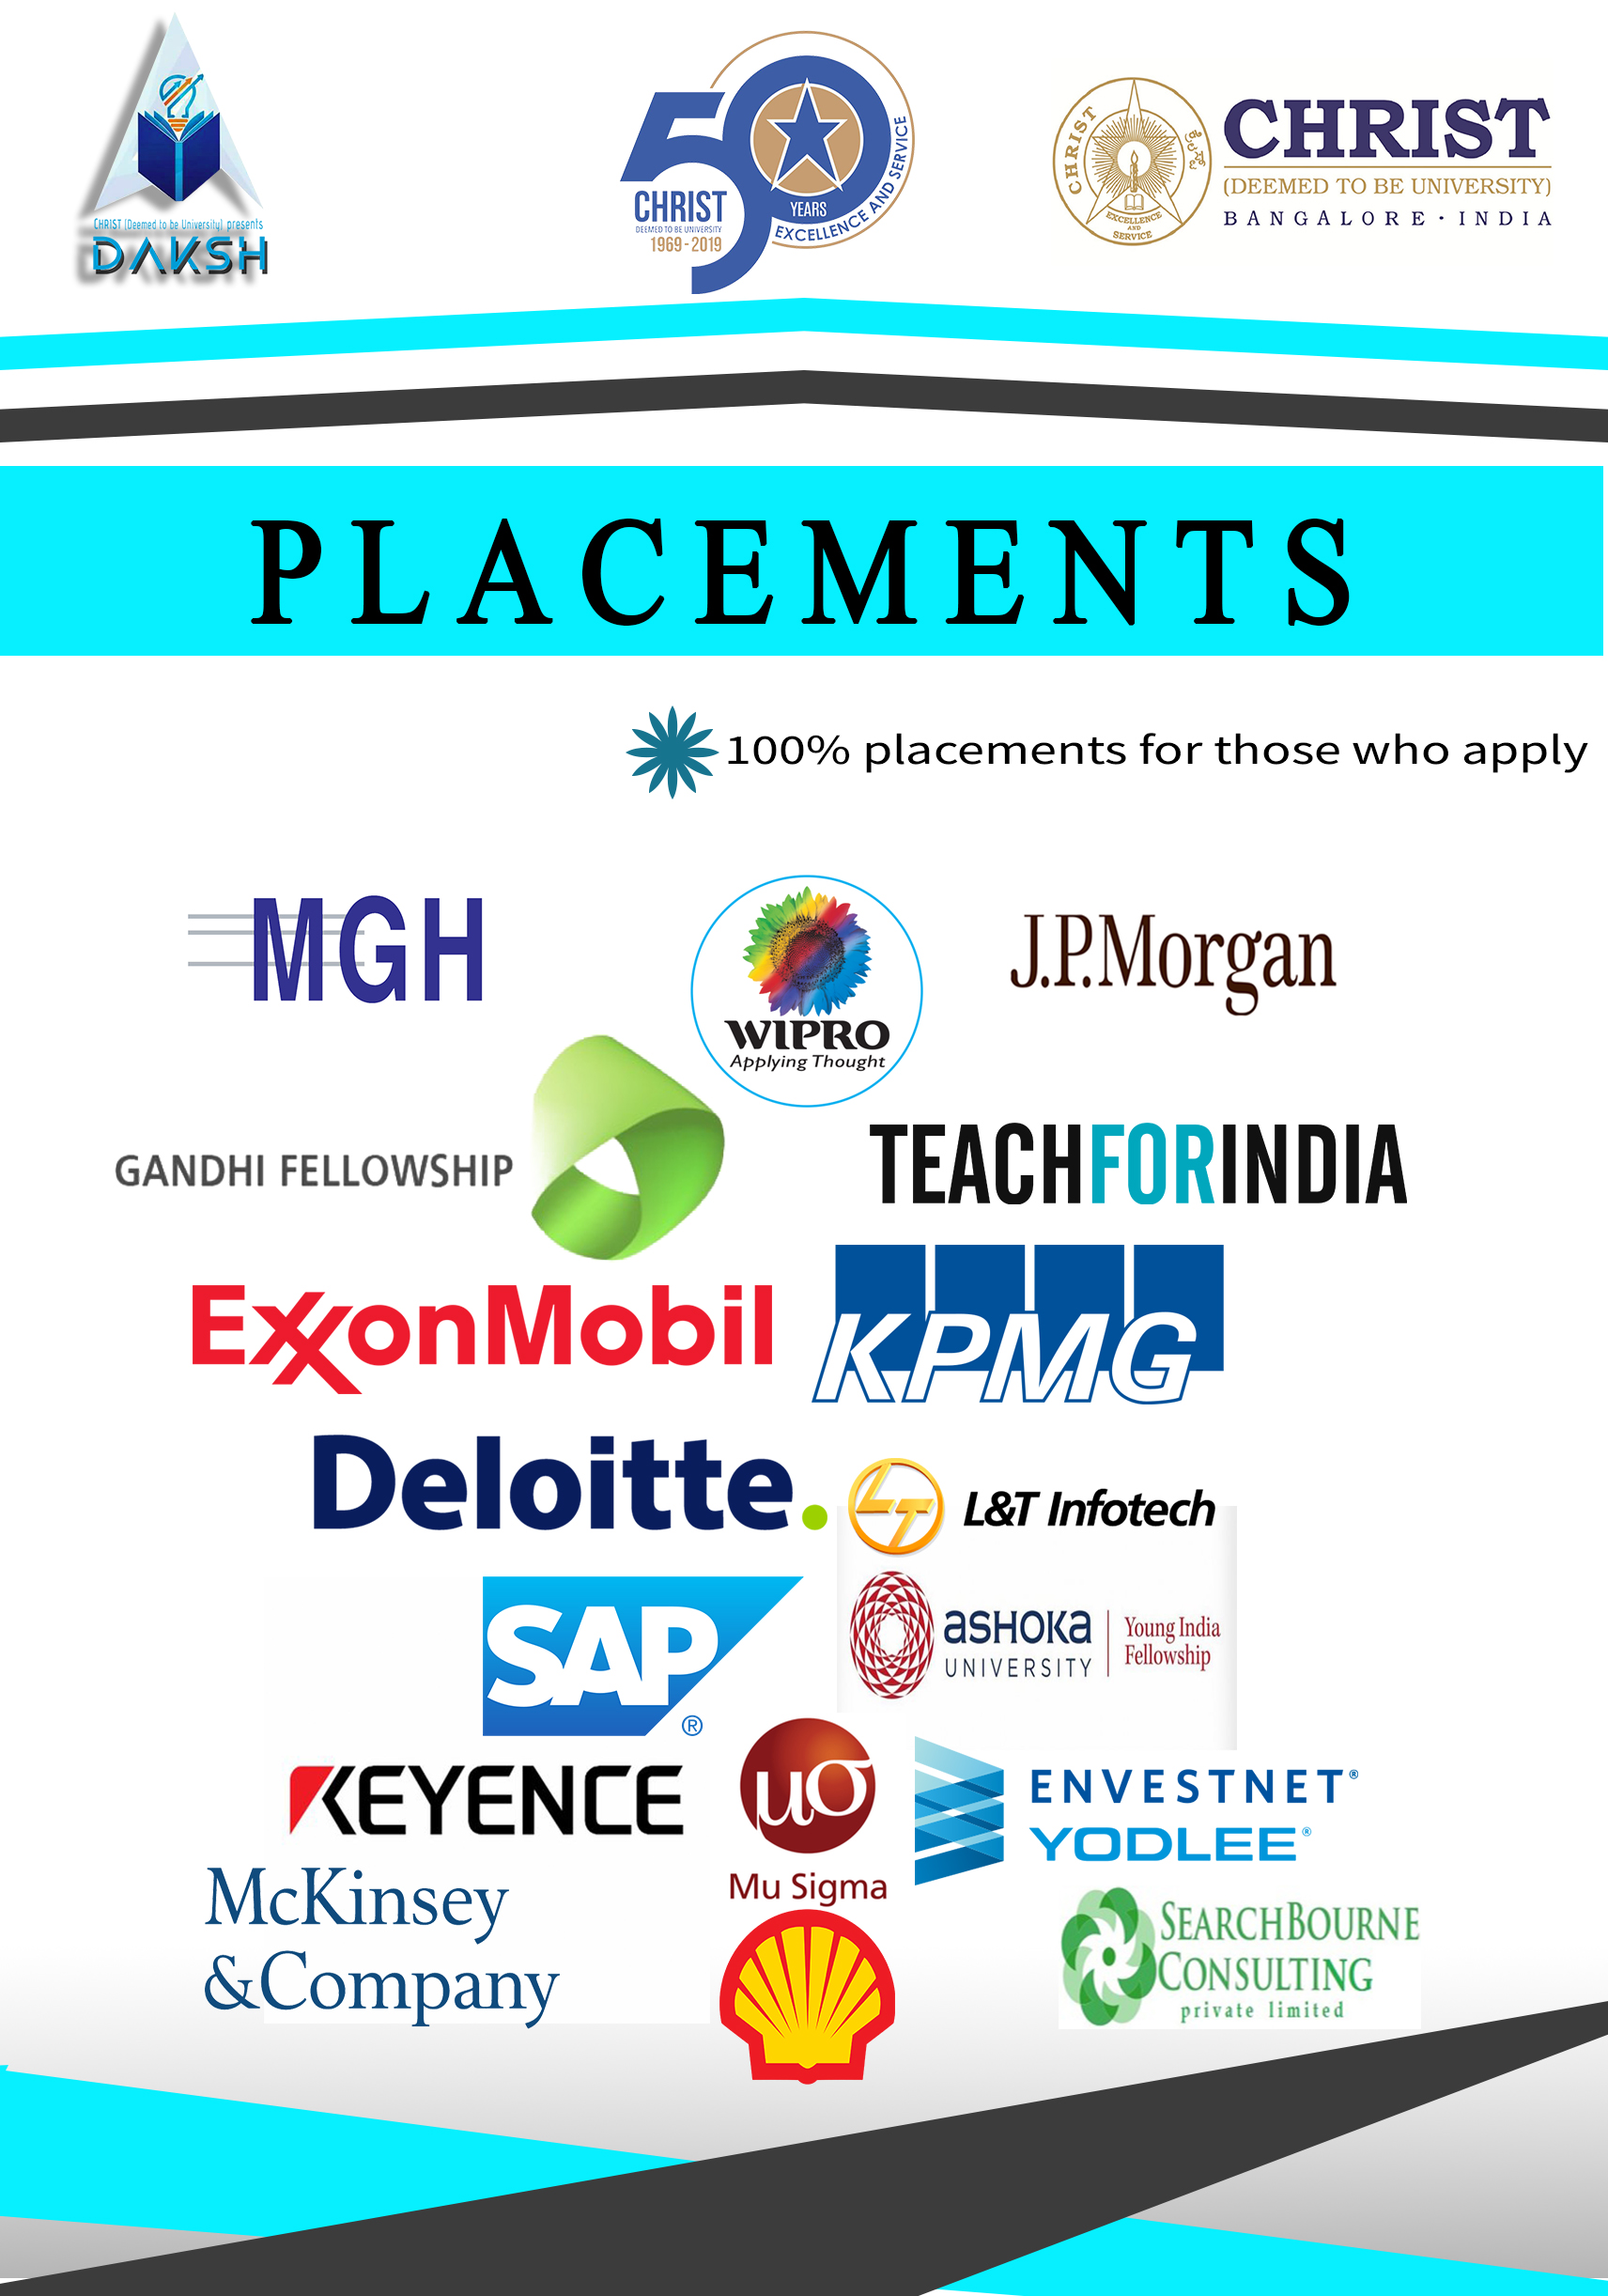 CHRIST (Deemed to be University) presents
DAKSH
50
CHRIST
DEEMED TO BE UNIVERSITY
1969 - 2019
YEARS
EXCELLENCE AND SERVICE
CHRIST
EXCELLENCE
AND
SERVICE
CHRIST
(DEEMED TO BE UNIVERSITY)
BANGALORE · INDIA
PLACEMENTS
100% placements for those who apply
MGH
WIPRO
Applying Thought
J.P.Morgan
GANDHI FELLOWSHIP
TEACHFORINDIA
ExxonMobil
KPMG
Deloitte.
LT
L&T Infotech
SAP
®
ASHOKA
UNIVERSITY
Young India
Fellowship
KEYENCE
μσ
Mu Sigma
ENVESTNET®
YODLEE®
McKinsey
&Company
SEARCHBOURNE
CONSULTING
private limited